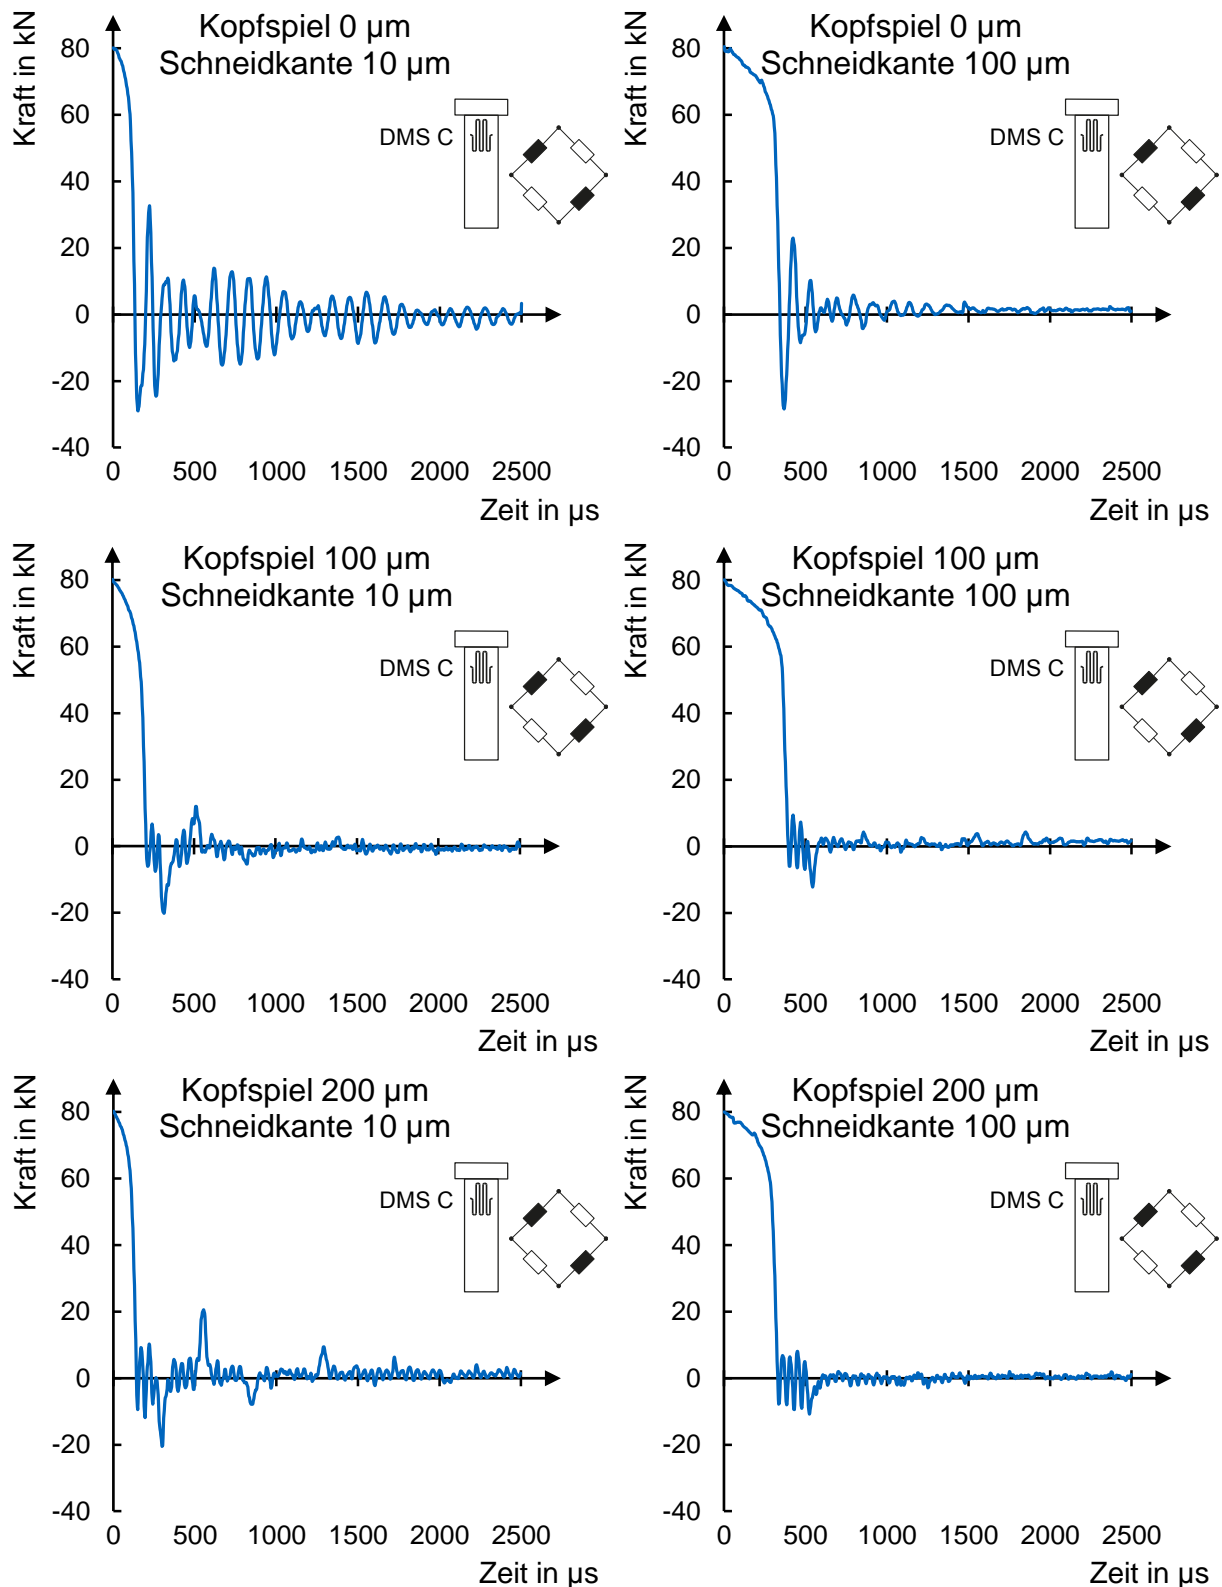 Kraft in kN
Kopfspiel 0 µm
Schneidkante 10 µm
DMS C
80
60
40
20
0
-20
-40
0 500 1000 1500 2000 2500
Zeit in µs
Kraft in kN
Kopfspiel 0 µm
Schneidkante 100 µm
DMS C
80
60
40
20
0
-20
-40
0 500 1000 1500 2000 2500
Zeit in µs
Kraft in kN
Kopfspiel 100 µm
Schneidkante 10 µm
DMS C
80
60
40
20
0
-20
-40
0 500 1000 1500 2000 2500
Zeit in µs
Kraft in kN
Kopfspiel 100 µm
Schneidkante 100 µm
DMS C
80
60
40
20
0
-20
-40
0 500 1000 1500 2000 2500
Zeit in µs
Kraft in kN
Kopfspiel 200 µm
Schneidkante 10 µm
DMS C
80
60
40
20
0
-20
-40
0 500 1000 1500 2000 2500
Zeit in µs
Kraft in kN
Kopfspiel 200 µm
Schneidkante 100 µm
DMS C
80
60
40
20
0
-20
-40
0 500 1000 1500 2000 2500
Zeit in µs